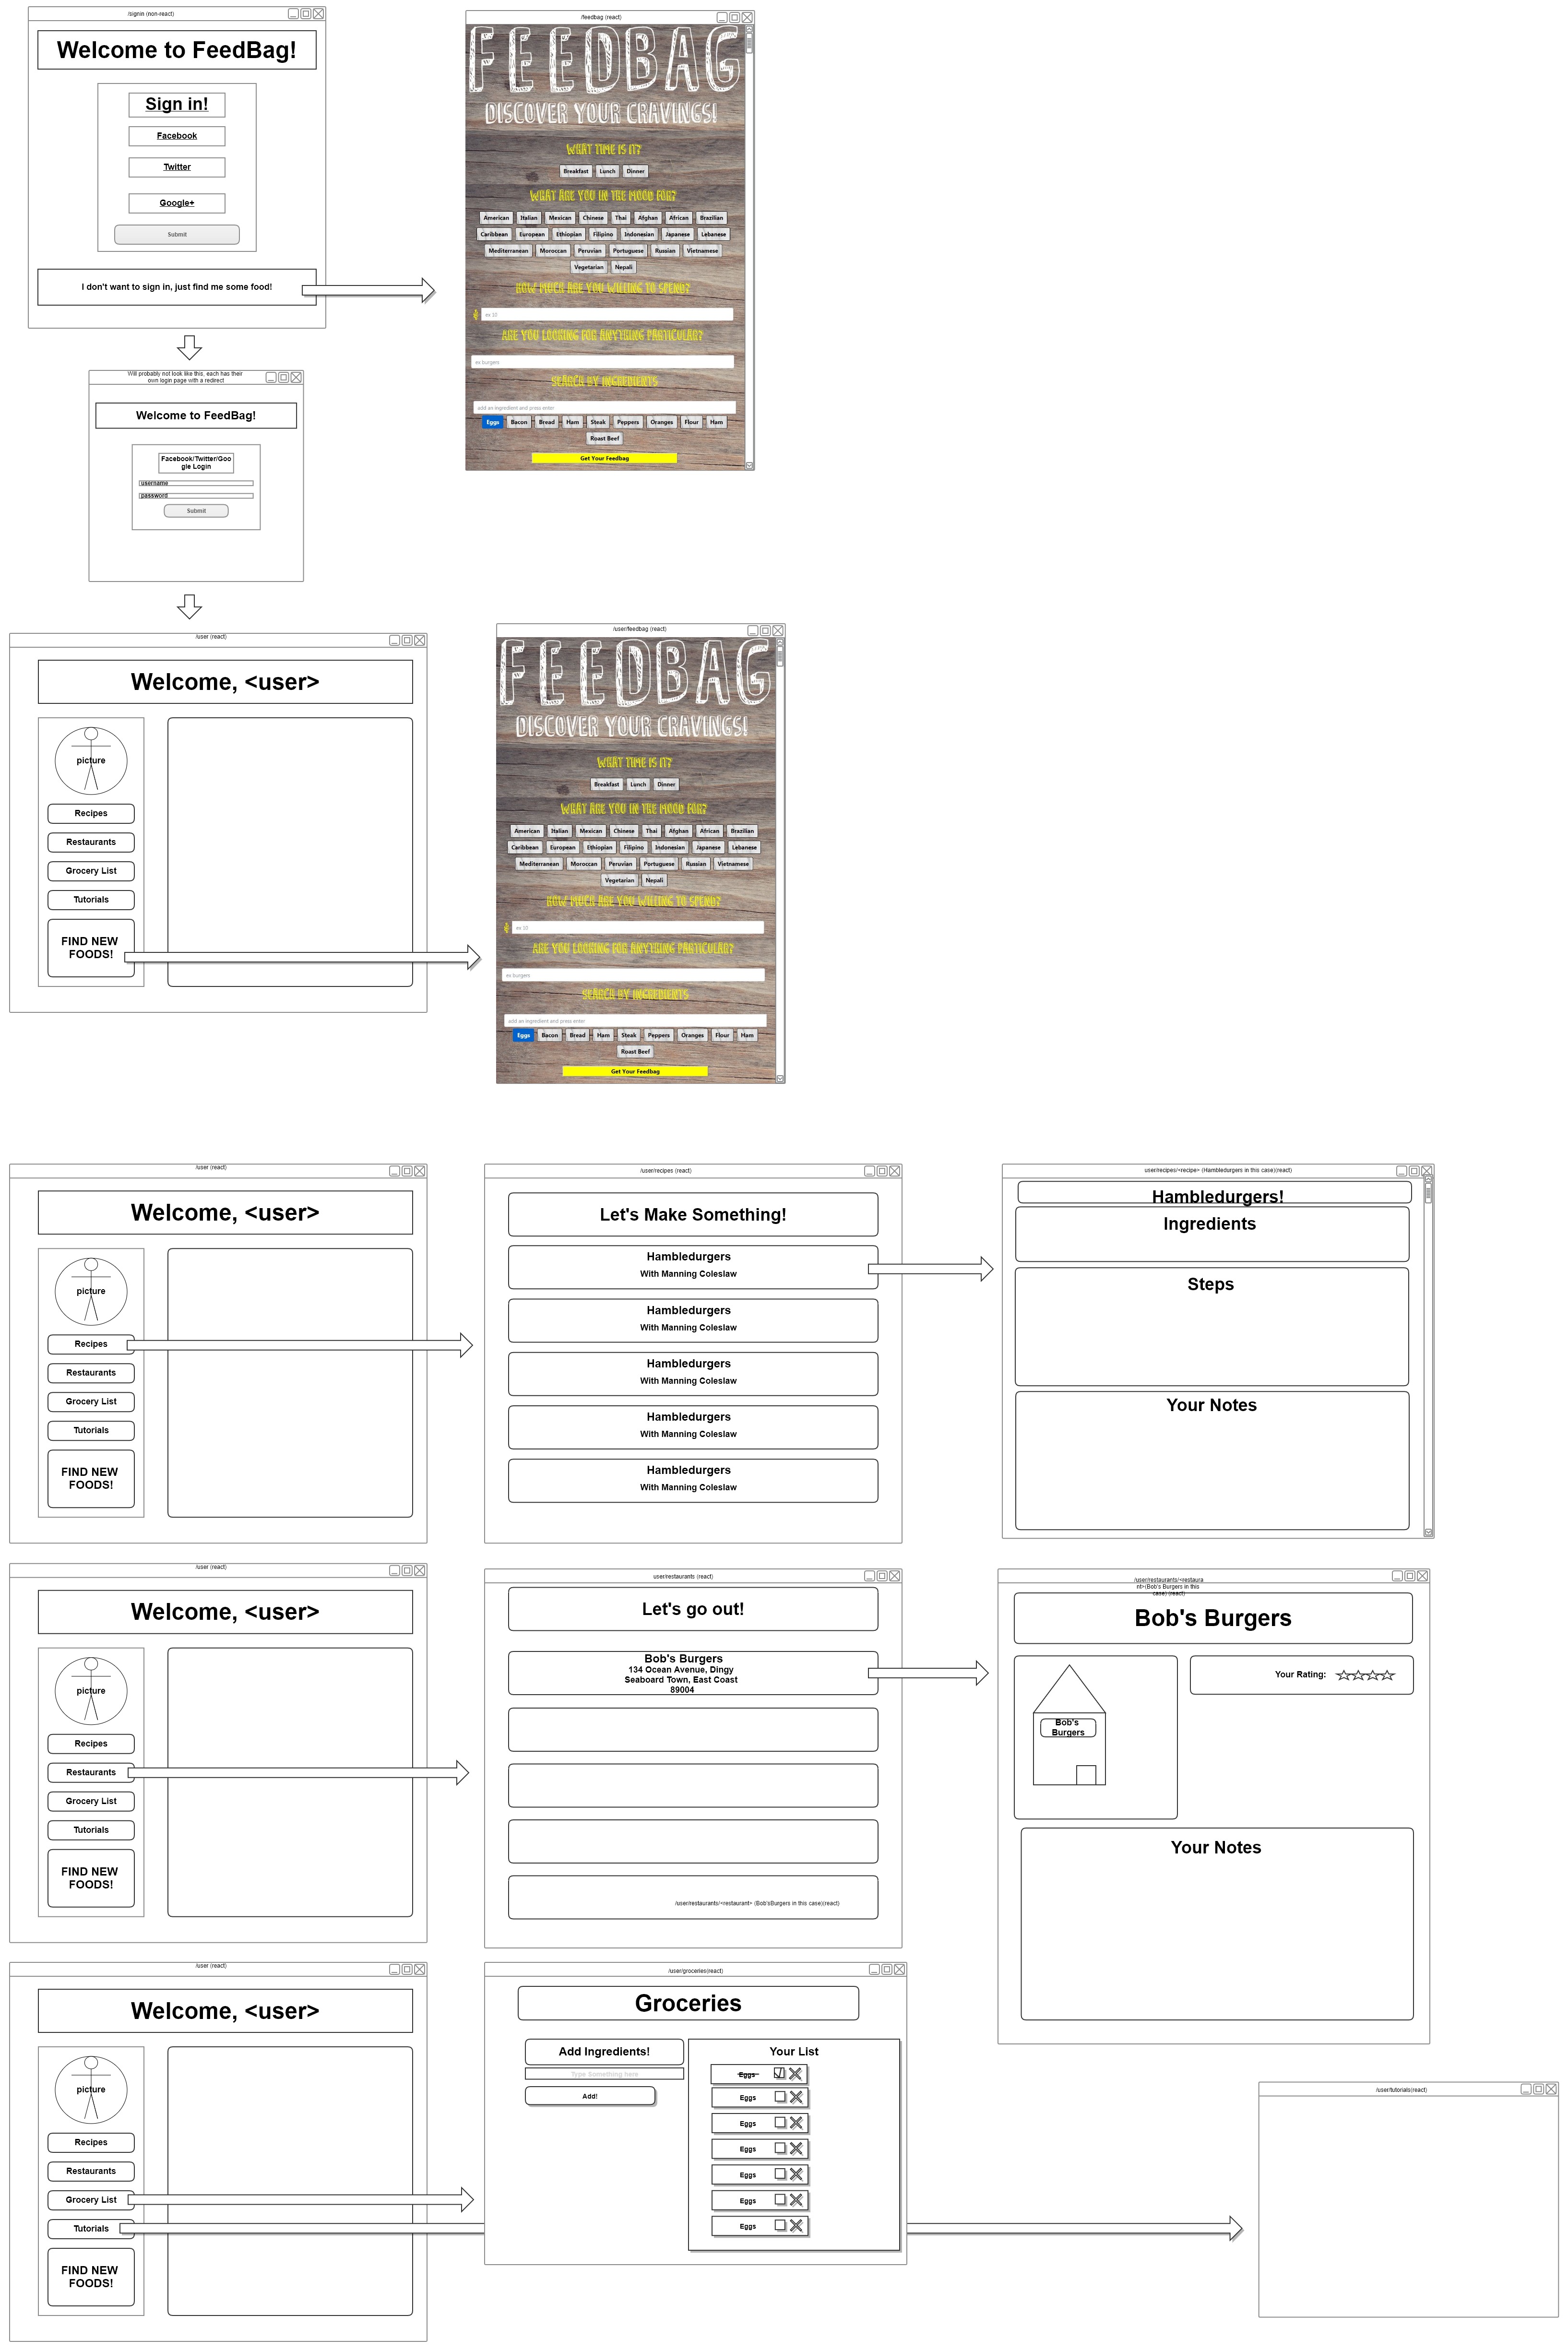 /signin (non-react)
Welcome to FeedBag!
Sign in!
Facebook
Twitter
Google+
Submit
I don't want to sign in, just find me some food!
/feedbag (react)
FEEDBAG
DISCOVER YOUR CRAVINGS!
WHAT TIME IS IT?
Breakfast Lunch Dinner
WHAT ARE YOU IN THE MOOD FOR?
American Italian Mexican Chinese Thai Afghan African Brazilian
Caribbean European Ethiopian Filipino Indonesian Japanese Lebanese
Mediterranean Moroccan Peruvian Portuguese Russian Vietnamese
Vegetarian Nepali
HOW MUCH ARE YOU WILLING TO SPEND?
$ ex 10
ARE YOU LOOKING FOR ANYTHING PARTICULAR?
ex burgers
SEARCH BY INGREDIENTS
add an ingredient and press enter
Eggs Bacon Bread Ham Steak Peppers Oranges Flour Ham
Roast Beef
Get Your Feedbag
Will probably not look like this, each has their
own login page with a redirect
Welcome to FeedBag!
Facebook/Twitter/Goo
gle Login
username
password
Submit
/user (react)
Welcome, <user>
picture
Recipes
Restaurants
Grocery List
Tutorials
FIND NEW
FOODS!
/user/feedbag (react)
FEEDBAG
DISCOVER YOUR CRAVINGS!
WHAT TIME IS IT?
Breakfast Lunch Dinner
WHAT ARE YOU IN THE MOOD FOR?
American Italian Mexican Chinese Thai Afghan African Brazilian
Caribbean European Ethiopian Filipino Indonesian Japanese Lebanese
Mediterranean Moroccan Peruvian Portuguese Russian Vietnamese
Vegetarian Nepali
HOW MUCH ARE YOU WILLING TO SPEND?
$ ex 10
ARE YOU LOOKING FOR ANYTHING PARTICULAR?
ex burgers
SEARCH BY INGREDIENTS
add an ingredient and press enter
Eggs Bacon Bread Ham Steak Peppers Oranges Flour Ham
Roast Beef
Get Your Feedbag
/user (react)
Welcome, <user>
picture
Recipes
Restaurants
Grocery List
Tutorials
FIND NEW
FOODS!
/user/recipes (react)
Let's Make Something!
Hambledurgers
With Manning Coleslaw
Hambledurgers
With Manning Coleslaw
Hambledurgers
With Manning Coleslaw
Hambledurgers
With Manning Coleslaw
Hambledurgers
With Manning Coleslaw
user/recipes/<recipe> (Hambledurgers in this case)(react)
Hambledurgers!
Ingredients
Steps
Your Notes
/user (react)
Welcome, <user>
picture
Recipes
Restaurants
Grocery List
Tutorials
FIND NEW
FOODS!
user/restaurants (react)
Let's go out!
Bob's Burgers
134 Ocean Avenue, Dingy
Seaboard Town, East Coast
89004
/user/restaurants/<restaurant> (Bob'sBurgers in this case)(react)
/user/restaurants/<restaura
nt>(Bob's Burgers in this
case) (react)
Bob's Burgers
Bob's
Burgers
Your Rating:
Your Notes
/user (react)
Welcome, <user>
picture
Recipes
Restaurants
Grocery List
Tutorials
FIND NEW
FOODS!
/user/groceries(react)
Groceries
Add Ingredients!
Type Something here
Add!
Your List
Eggs
Eggs
Eggs
Eggs
Eggs
Eggs
Eggs
/user/tutorials(react)